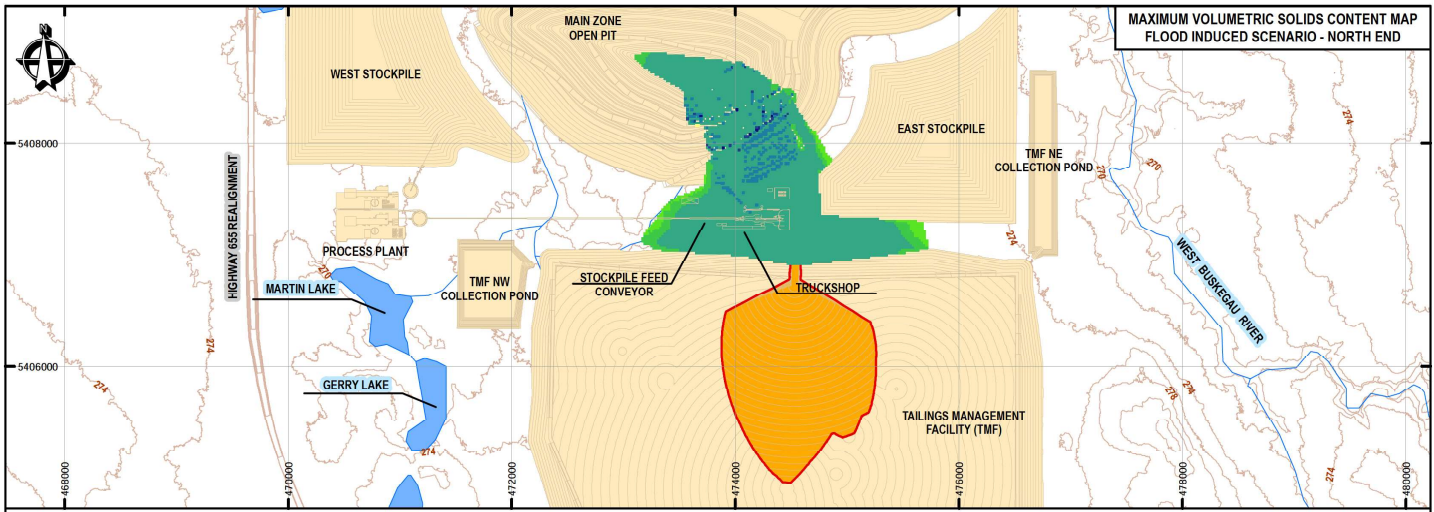 MAXIMUM VOLUMETRIC SOLIDS CONTENT MAP
FLOOD INDUCED SCENARIO - NORTH END
MAIN ZONE
OPEN PIT
WEST STOCKPILE
EAST STOCKPILE
274
5408000
TMF NE
COLLECTION POND
270
270
HIGHWAY 655 REALIGNMENT
PROCESS PLANT
274
270
MARTIN LAKE
TMF NW
COLLECTION POND
STOCKPILE FEED
CONVEYOR
TRUCKSHOP
WEST BUSKEGAU RIVER
274
5406000
274
GERRY LAKE
274
278
TAILINGS MANAGEMENT
FACILITY (TMF)
274
274
468000
470000
472000
474000
476000
478000
480000